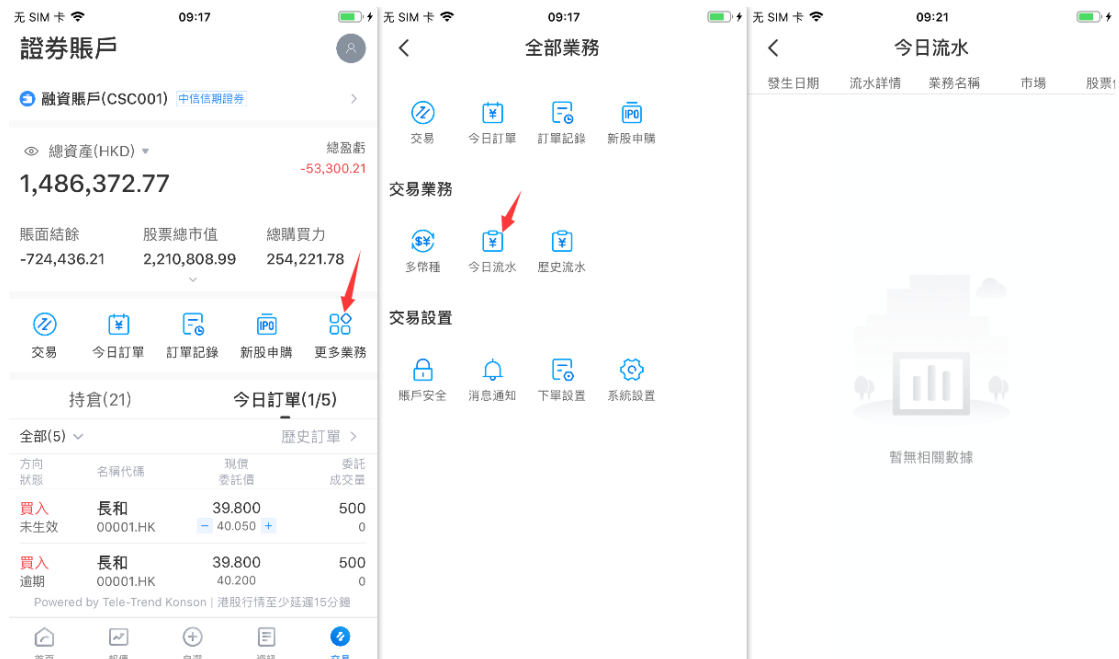 无 SIM 卡
09:17
證券賬戶
融資賬戶(CSC001) 中信信期證券
總資產(HKD)
總盈虧
1,486,372.77
-53,300.21
賬面結餘 股票總市值 總購買力
-724,436.21 2,210,808.99 254,221.78
交易 今日訂單 訂單記錄 新股申購 更多業務
持倉(21) 今日訂單(1/5)
全部(5) 歷史訂單
方向 現價 委託
名稱代碼
狀態 委託價 成交量
買入 長和 39.800 500
未生效 00001.HK - 40.050 + 0
買入 長和 39.800 500
逾期 00001.HK 40.200 0
Powered by Tele-Trend Konson | 港股行情至少延遲15分鐘
无 SIM 卡
09:17
全部業務
交易 今日訂單 訂單記錄 新股申購
交易業務
多幣種 今日流水 歷史流水
交易設置
賬戶安全 消息通知 下單設置 系統設置
无 SIM 卡
09:21
今日流水
發生日期 流水詳情 業務名稱 市場 股票
暫無相關數據